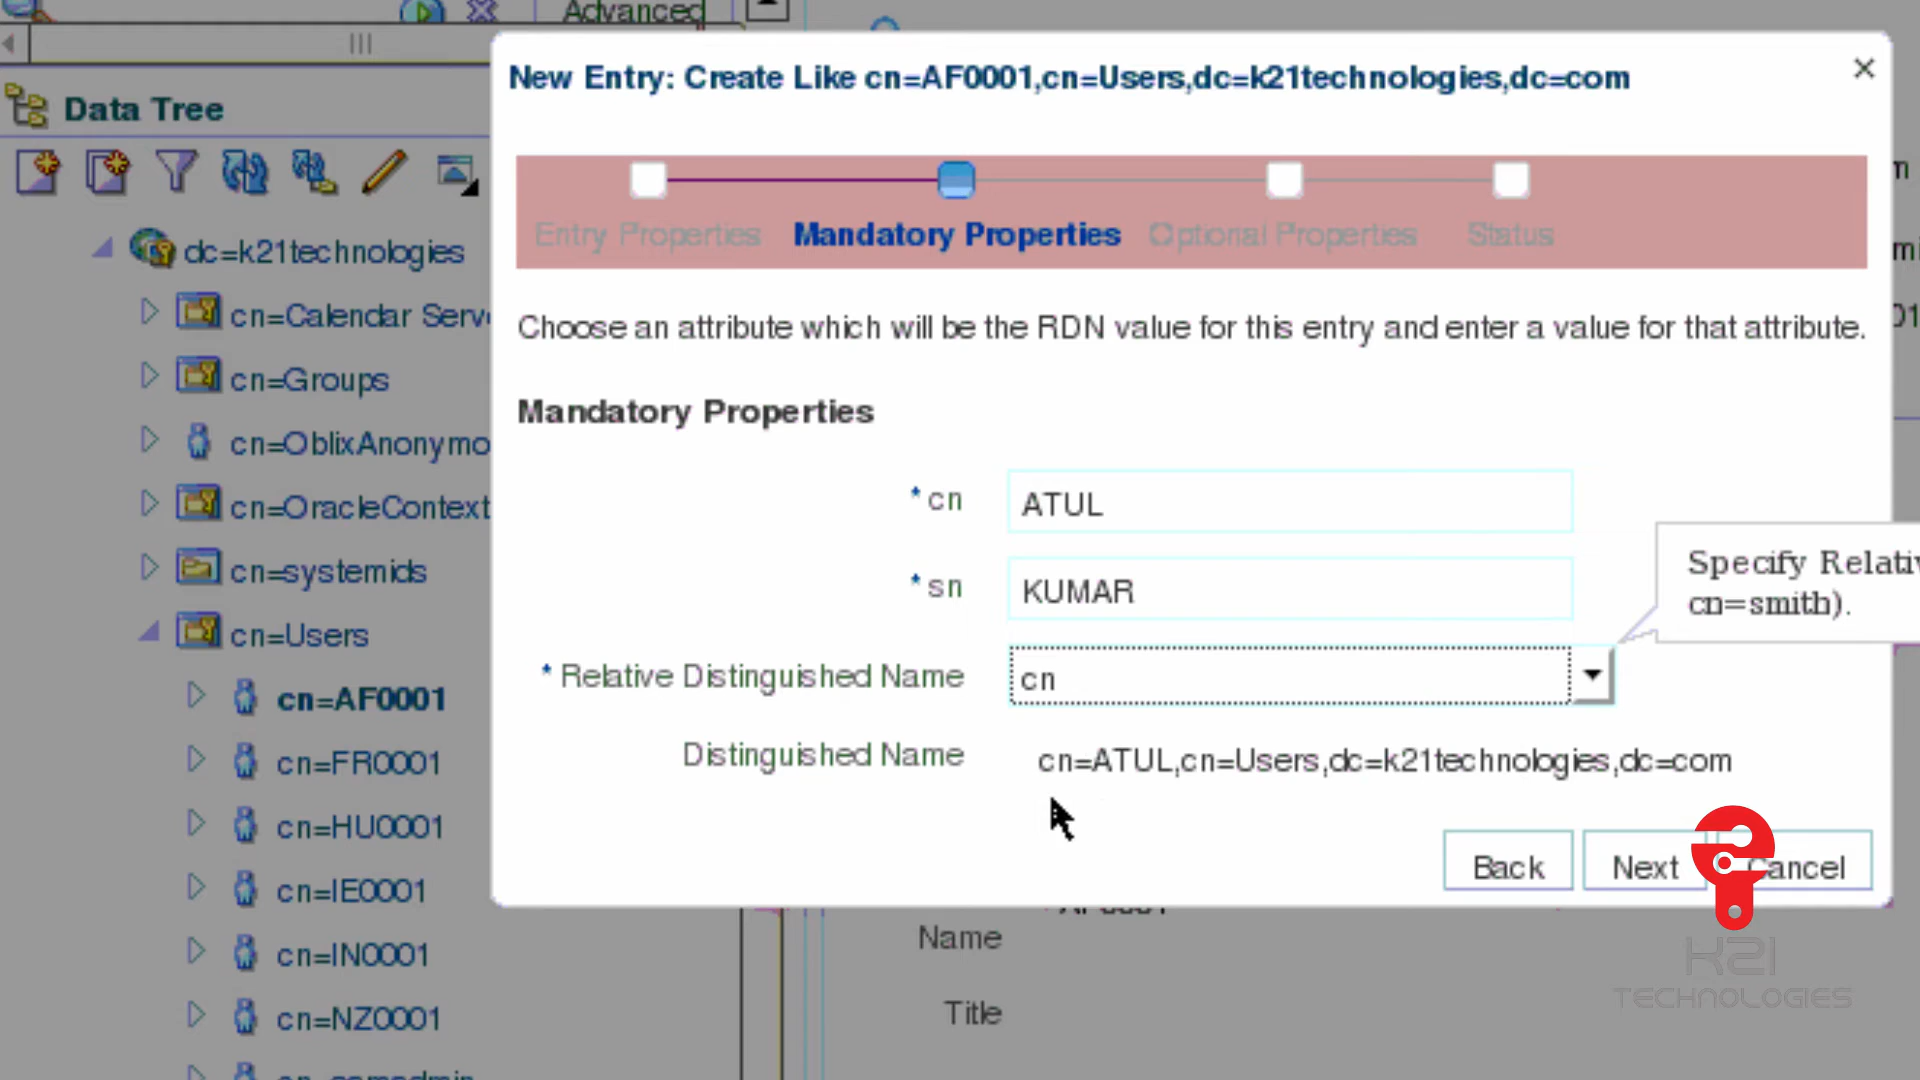 Advanced
New Entry: Create Like cn=AF0001,cn=Users,dc=k21technologies,dc=com
Data Tree
Entry Properties
Mandatory Properties
Optional Properties
Status
dc=k21technologies
cn=Calendar Serv
cn=Groups
cn=OblixAnonymo
cn=OracleContext
cn=systemids
cn=Users
cn=AF0001
cn=FR0001
cn=HU0001
cn=IE0001
cn=IN0001
cn=NZ0001
Choose an attribute which will be the RDN value for this entry and enter a value for that attribute.
Mandatory Properties
* cn ATUL
* sn KUMAR
* Relative Distinguished Name cn
Distinguished Name cn=ATUL,cn=Users,dc=k21technologies,dc=com
Specify Relativ
cn=smith).
Back
Next
Cancel
Name
Title
K21
TECHNOLOGIES